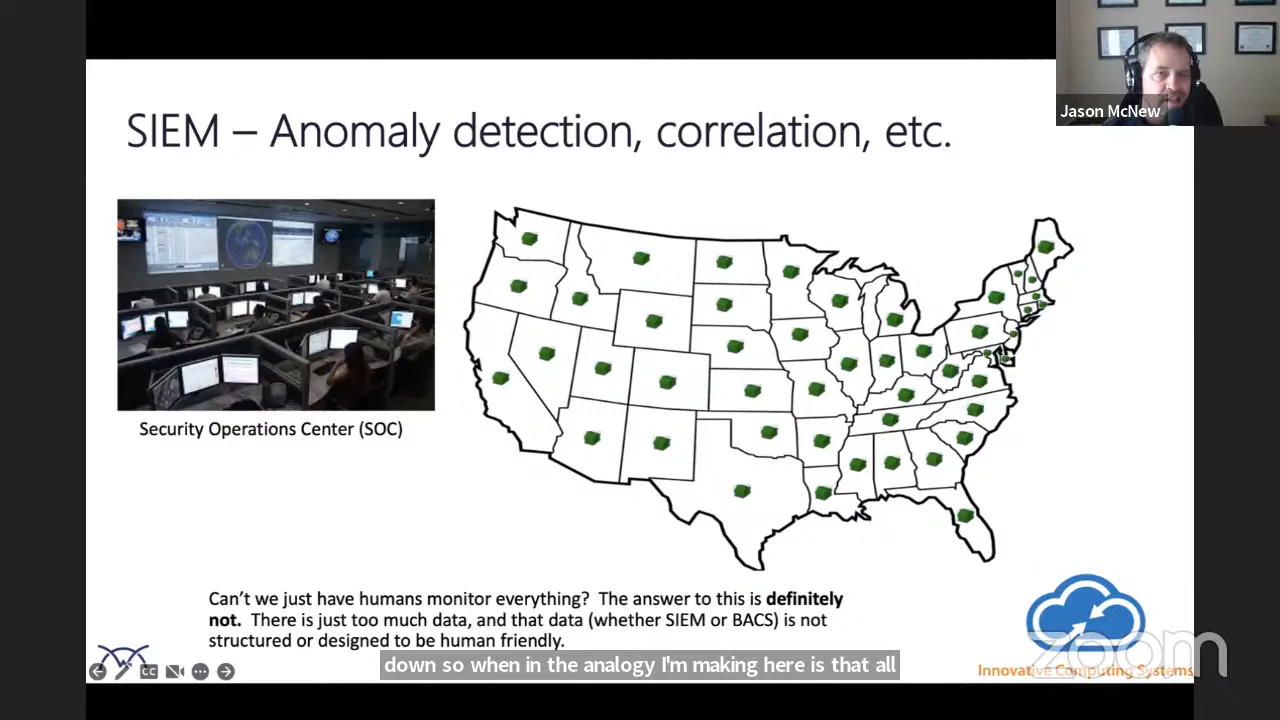 Jason McNew
SIEM – Anomaly detection, correlation, etc.
Security Operations Center (SOC)
Can’t we just have humans monitor everything?  The answer to this is definitely
not.  There is just too much data, and that data (whether SIEM or BACS) is not
structured or designed to be human friendly.
down so when in the analogy I'm making here is that all
CC
zoom
Innovative Computing Systems